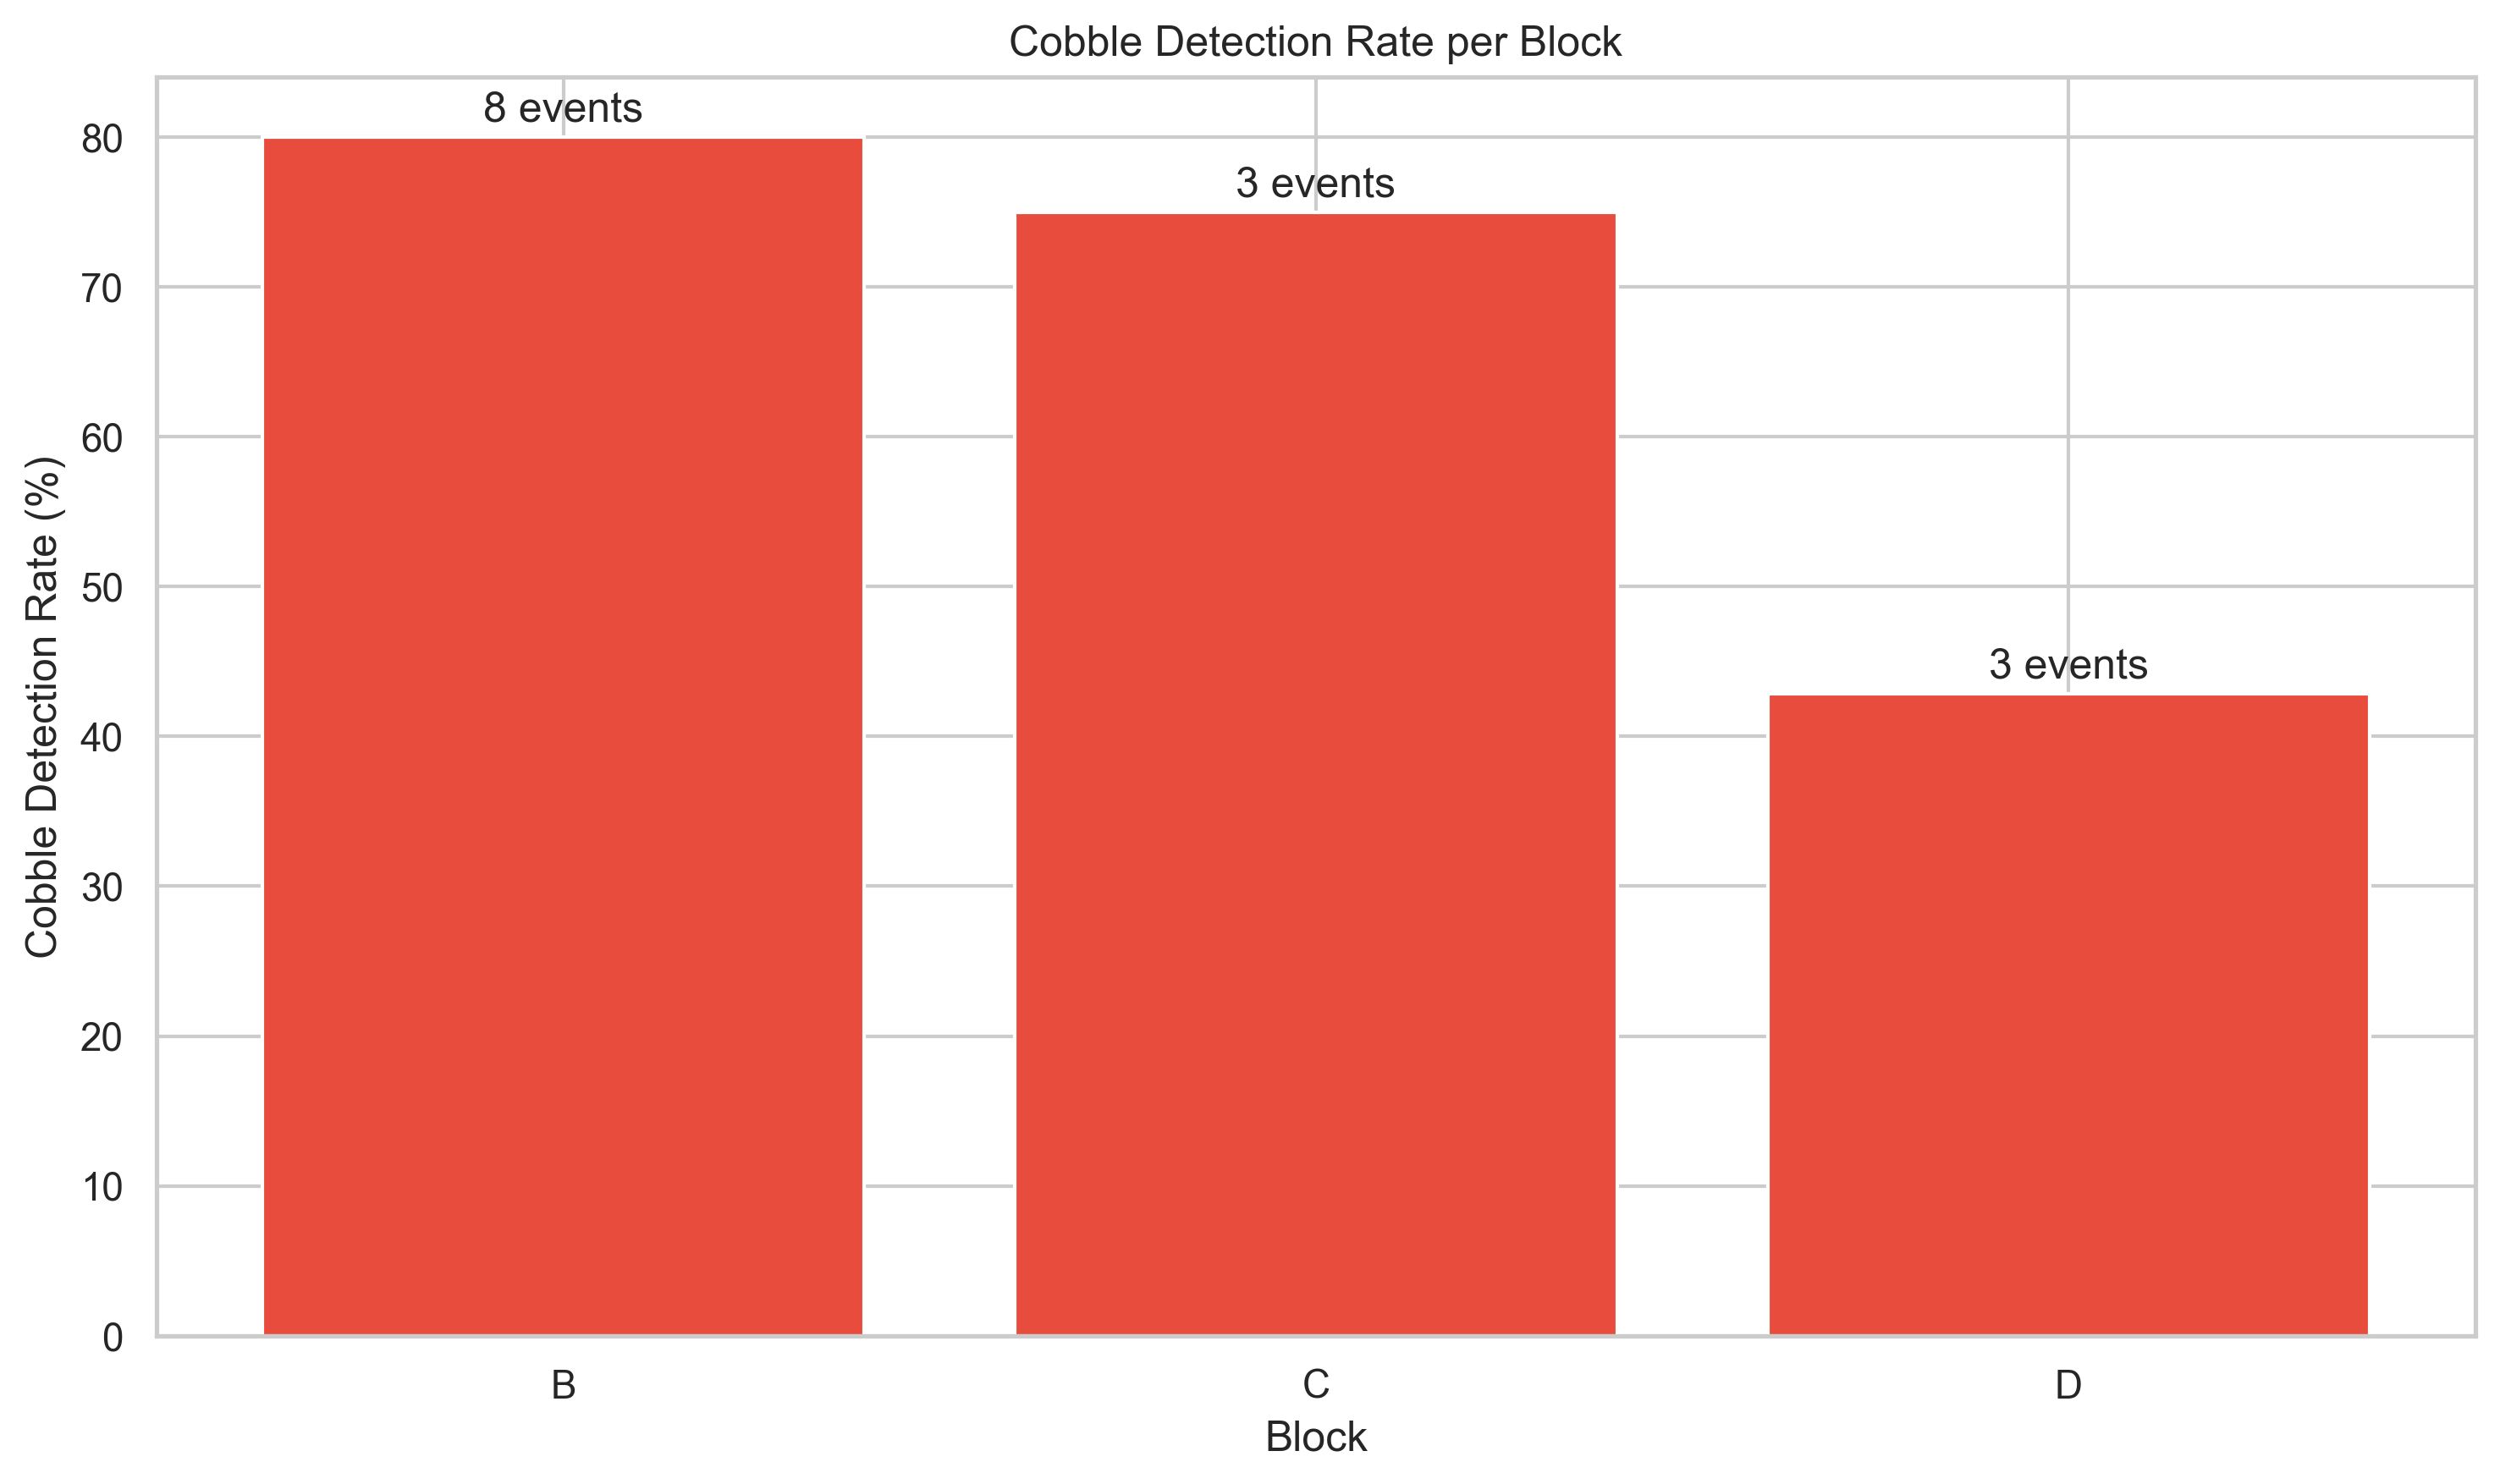 Cobble Detection Rate per Block
8 events
3 events
3 events
80
70
60
50
40
30
20
10
0
Cobble Detection Rate (%)
B
C
D
Block